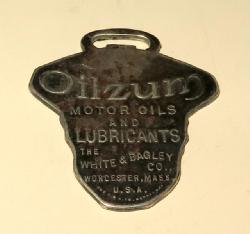 Oilzum
MOTOR OILS
AND
LUBRICANTS
THE
WHITE & BAGLEY
CO.,
WORCESTER, MASS.
U.S.A.